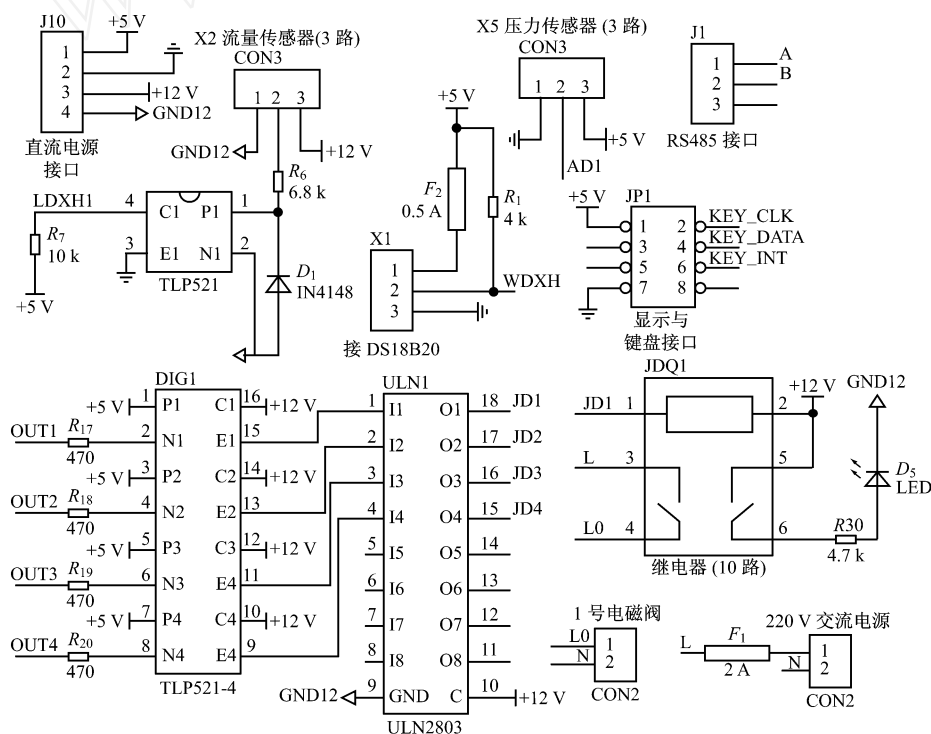 J10
+5 V
1
2
3
+12 V
4
GND12
直流电源
接口
X2 流量传感器(3 路)
CON3
1 2 3
GND12
+12 V
R6
6.8 k
LDXH1
4
C1
P1
1
R7
10 k
3
E1
N1
2
TLP521
+5 V
D1
IN4148
+5 V
F2
0.5 A
R1
4 k
X1
1
2
3
WDXH
接 DS18B20
X5 压力传感器 (3 路)
CON3
1 2 3
+5 V
AD1
J1
1
A
2
B
3
RS485 接口
+5 V
JP1
1 2
KEY_CLK
3 4
KEY_DATA
5 6
KEY_INT
7 8
显示与
键盘接口
DIG1
+5 V
1
P1
C1
16
+12 V
OUT1
R17
470
2
N1
E1
15
+5 V
3
P2
C2
14
+12 V
OUT2
R18
470
4
N2
E2
13
+5 V
5
P3
C3
12
+12 V
OUT3
R19
470
6
N3
E4
11
+5 V
7
P4
C4
10
+12 V
OUT4
R20
470
8
N4
E4
9
TLP521-4
ULN1
1
I1
O1
18
JD1
2
I2
O2
17
JD2
3
I3
O3
16
JD3
4
I4
O4
15
JD4
5
I5
O5
14
6
I6
O6
13
7
I7
O7
12
8
I8
O8
11
GND12
9
GND
C
10
+12 V
ULN2803
JDQ1
JD1
1
2
+12 V
L
3
5
L0
4
6
继电器 (10 路)
GND12
D5
LED
R30
4.7 k
1 号电磁阀
L0
1
N
2
CON2
220 V 交流电源
L
F1
2 A
1
N
2
CON2